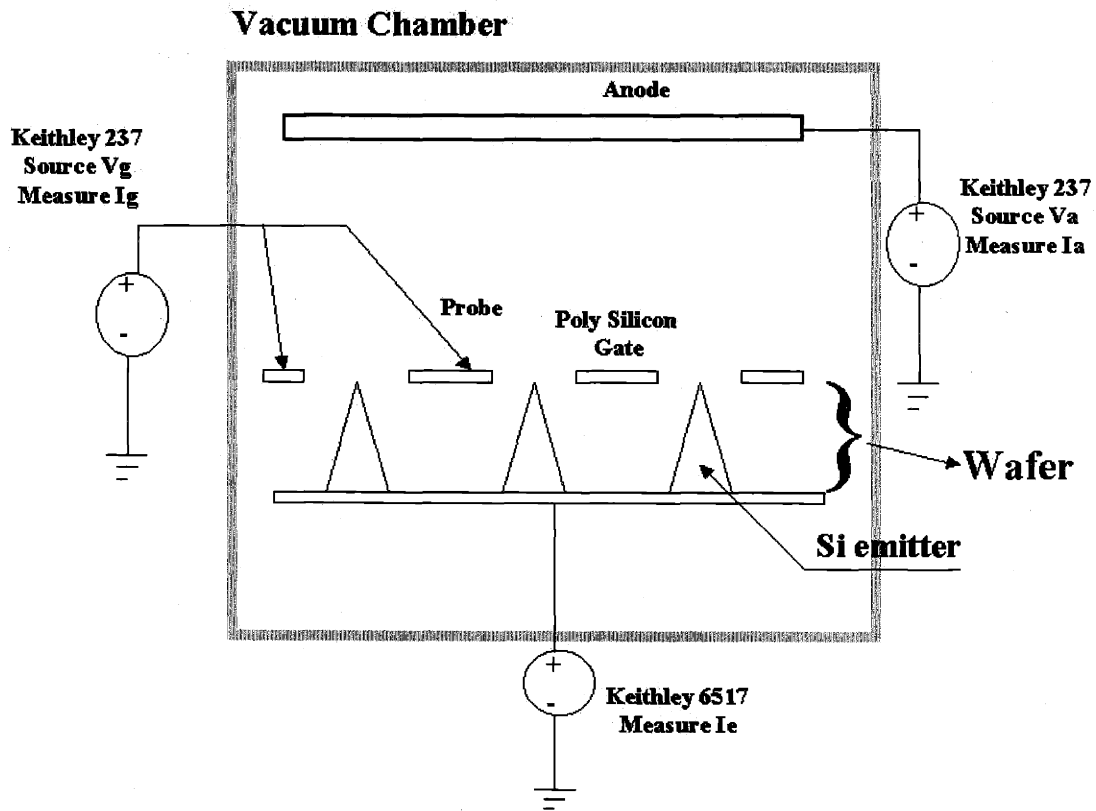 Vacuum Chamber
Anode
Keithley 237
Source Vg
Measure Ig
Keithley 237
Source Va
Measure Ia
+
-
+
-
Probe
Poly Silicon
Gate
Wafer
Si emitter
+
-
Keithley 6517
Measure Ie